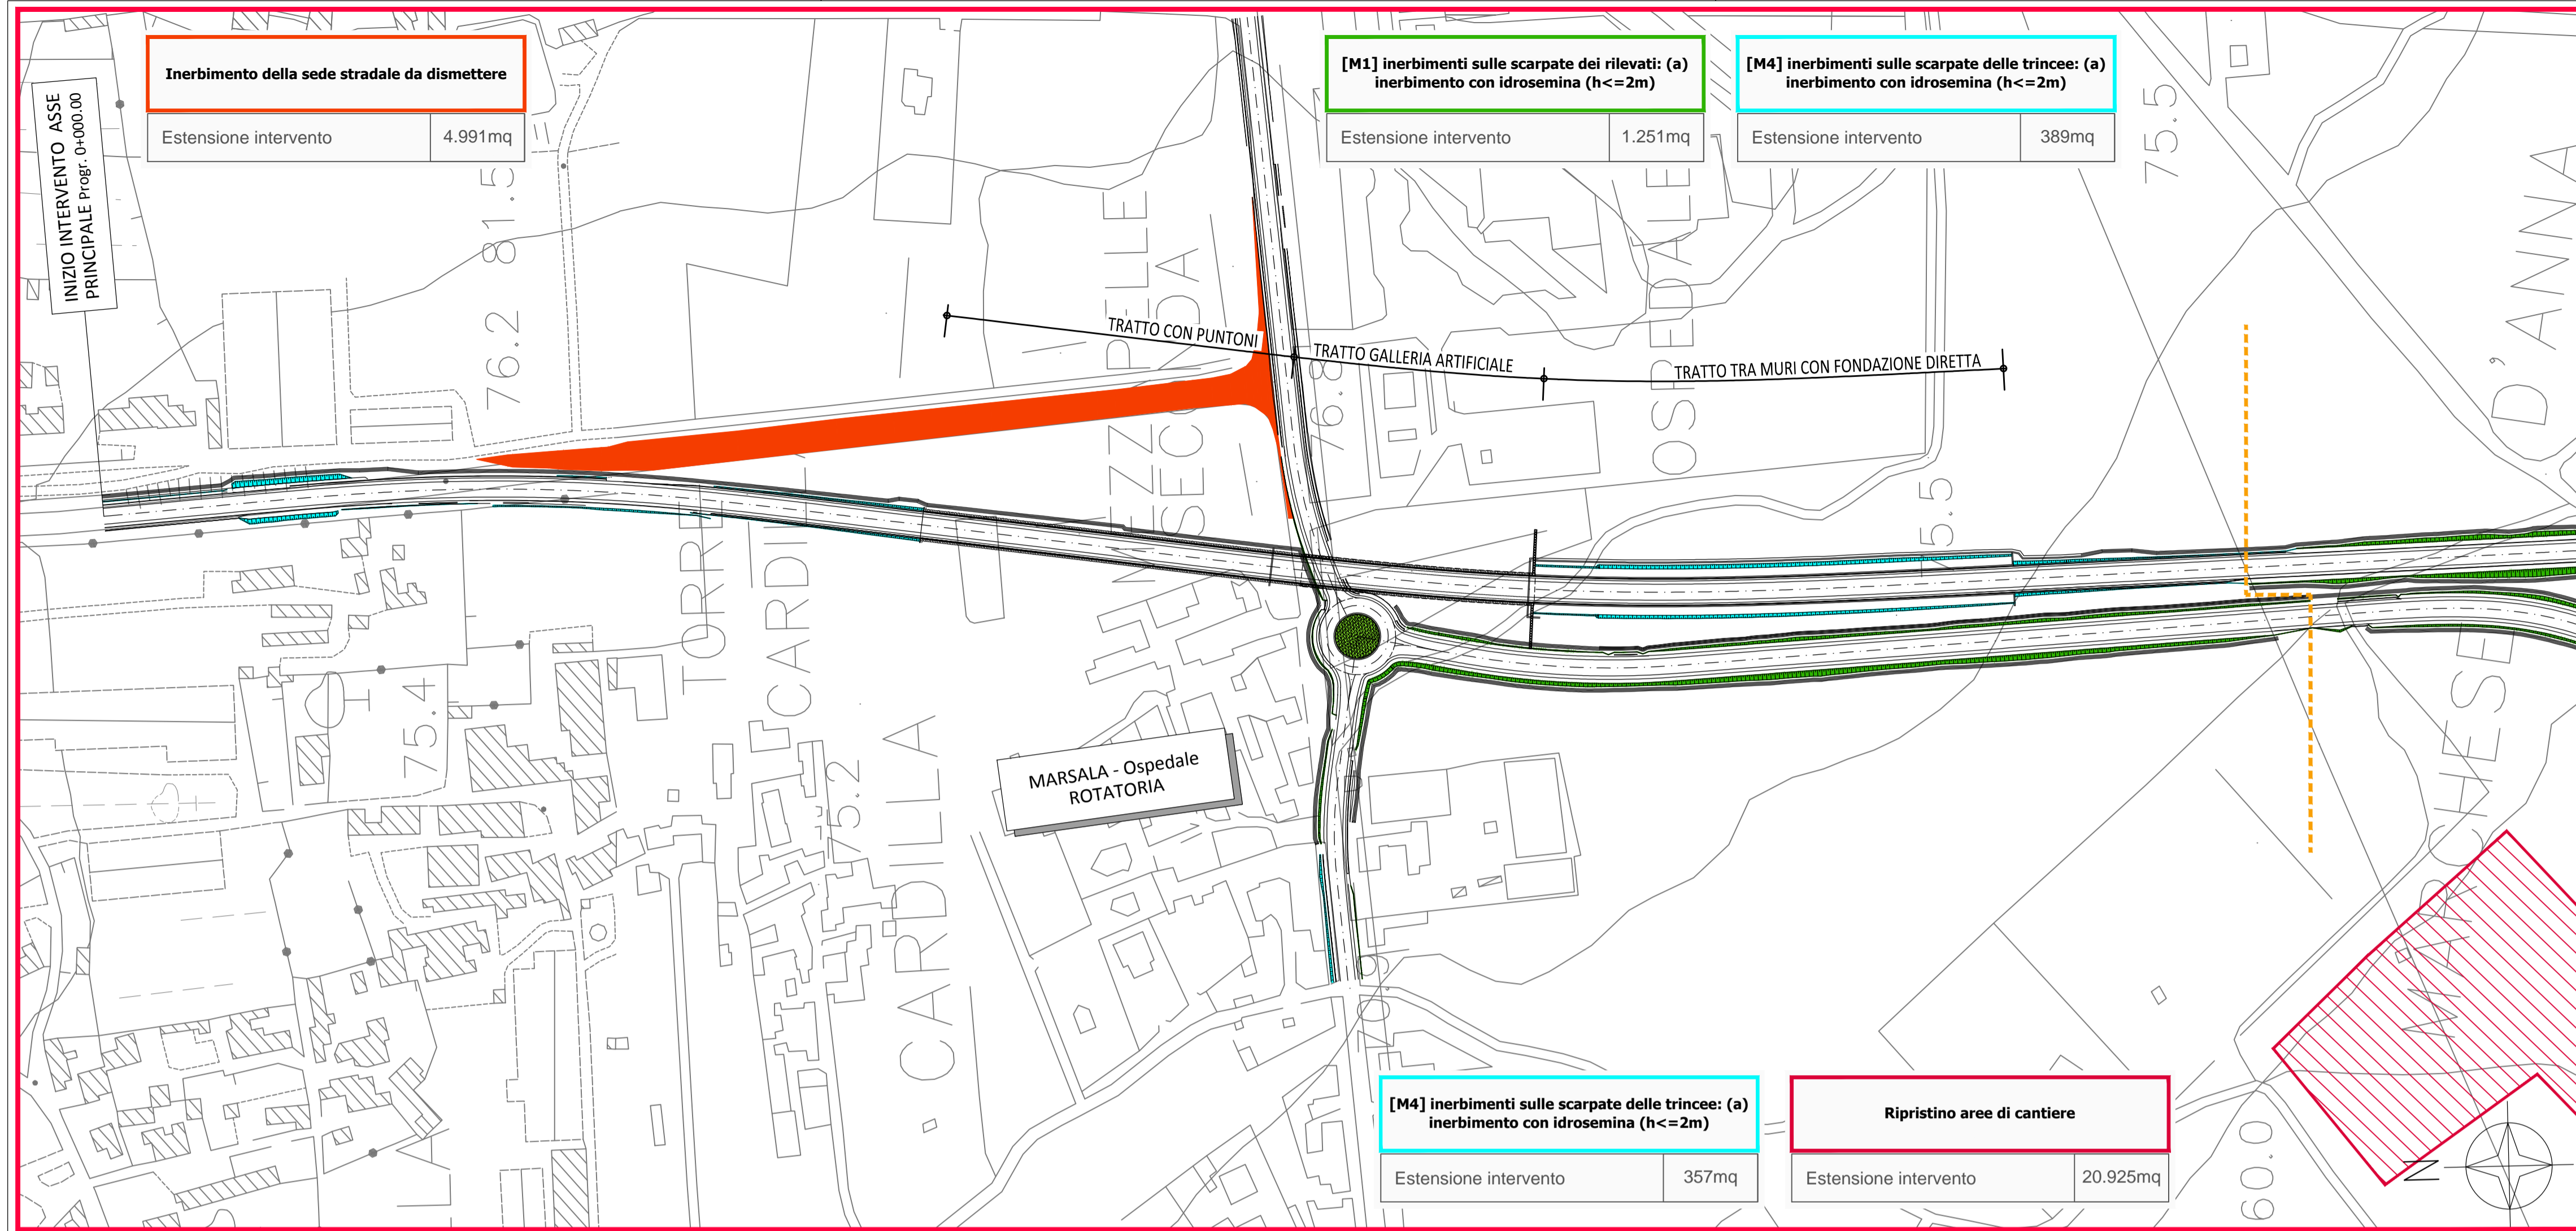 Inerbimento della sede stradale da dismettere
Estensione intervento 4.991mq
[M1] inerbimenti sulle scarpate dei rilevati: (a)
inerbimento con idrosemina (h<=2m)
Estensione intervento 1.251mq
[M4] inerbimenti sulle scarpate delle trincee: (a)
inerbimento con idrosemina (h<=2m)
Estensione intervento 389mq
INIZIO INTERVENTO ASSE
PRINCIPALE Progr. 0+000.00
81.5
76.2
75.5
D'ANNA
SECONDA
OSPEDALE
76.8
TRATTO CON PUNTONI
TRATTO GALLERIA ARTIFICIALE
TRATTO TRA MURI CON FONDAZIONE DIRETTA
5.5
TORRE
CARDILLA
75.4
75.2
CARDILLA
MARSALA - Ospedale
ROTATORIA
[M4] inerbimenti sulle scarpate delle trincee: (a)
inerbimento con idrosemina (h<=2m)
Estensione intervento 357mq
Ripristino aree di cantiere
Estensione intervento 20.925mq
60.0
N